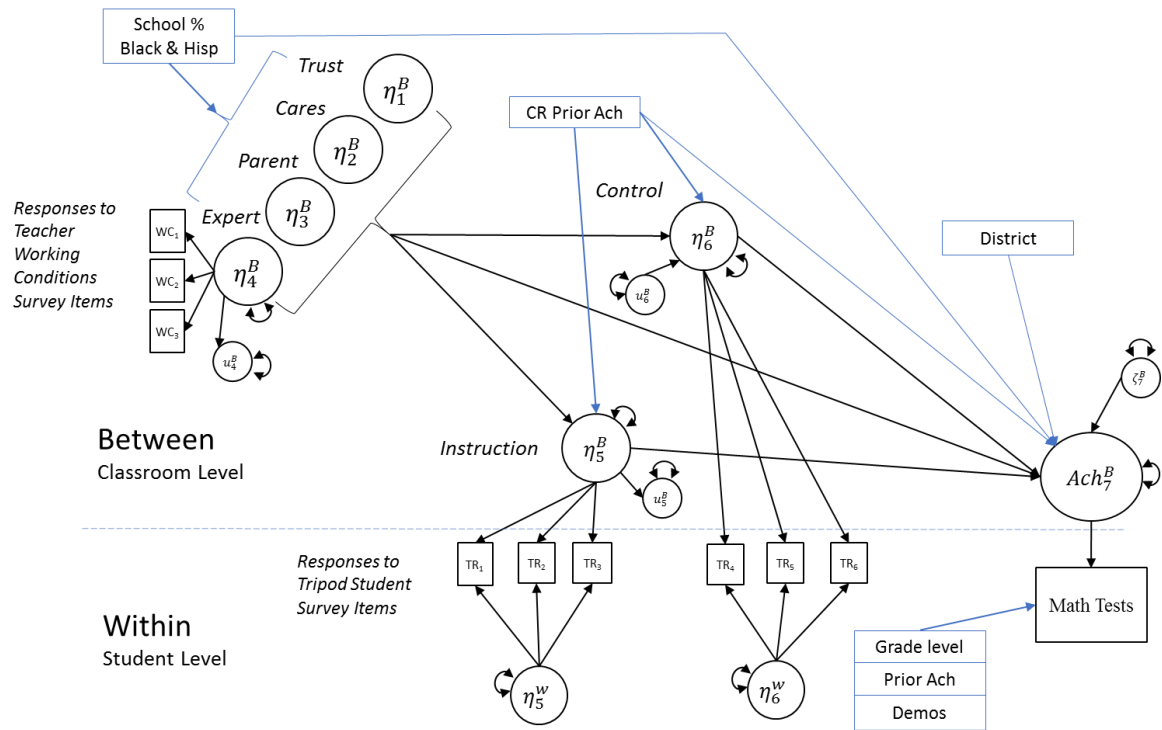 School %
Black & Hisp
Trust
η₁ᴮ
Cares
η₂ᴮ
Parent
η₃ᴮ
Expert
η₄ᴮ
Responses to
Teacher
Working
Conditions
Survey Items
WC₁
WC₂
WC₃
u₄ᴮ
CR Prior Ach
Control
η₆ᴮ
u₆ᴮ
District
ζ₇ᴮ
Between
Classroom Level
Instruction
η₅ᴮ
u₅ᴮ
Ach₇ᴮ
Responses to
Tripod Student
Survey Items
TR₁
TR₂
TR₃
TR₄
TR₅
TR₆
Math Tests
Within
Student Level
η₅ʷ
η₆ʷ
Grade level
Prior Ach
Demos